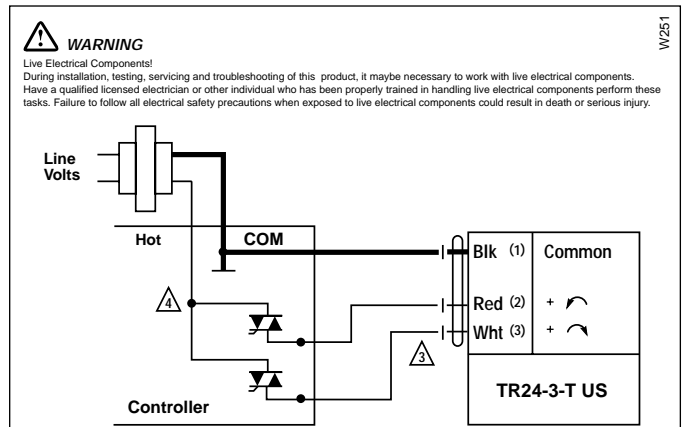 W251
WARNING
Live Electrical Components!
During installation, testing, servicing and troubleshooting of this product, it maybe necessary to work with live electrical components.
Have a qualified licensed electrician or other individual who has been properly trained in handling live electrical components perform these
tasks. Failure to follow all electrical safety precautions when exposed to live electrical components could result in death or serious injury.
Line
Volts
Hot COM
Blk (1) Common
4
Red (2) +
Wht (3) +
3
TR24-3-T US
Controller